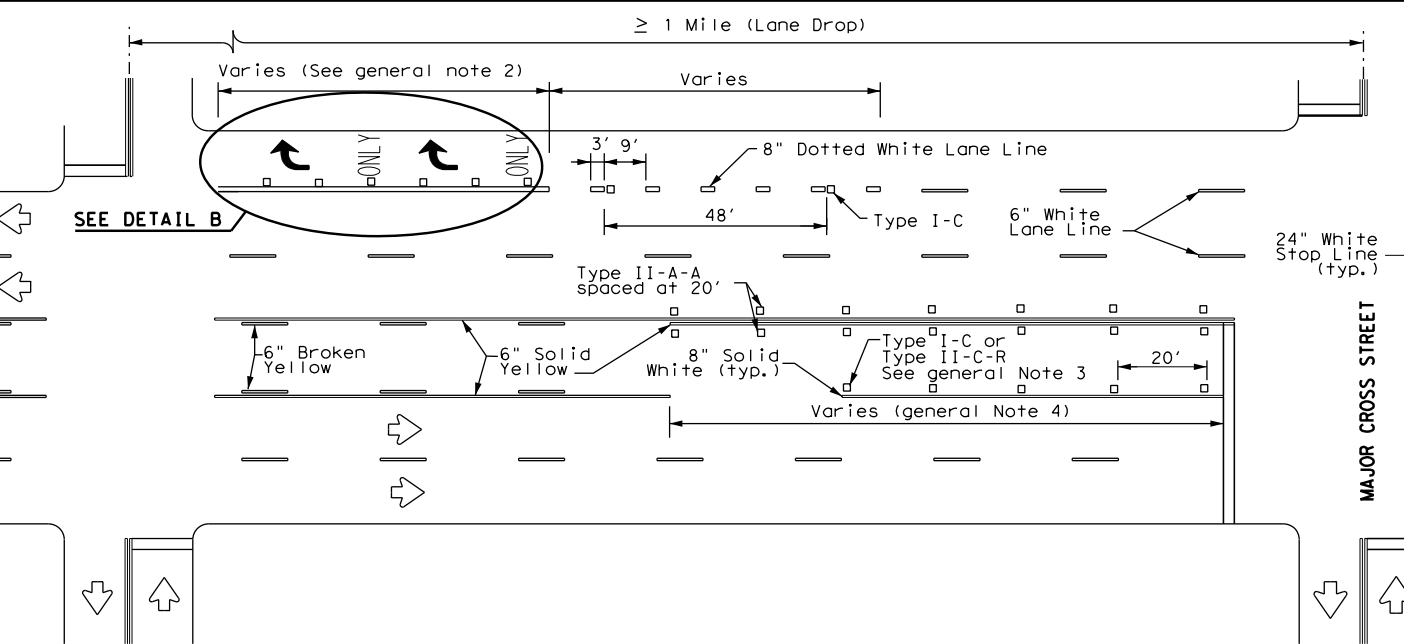 ≥ 1 Mile (Lane Drop)
Varies (See general note 2)
Varies
ONLY
ONLY
3' 9'
8" Dotted White Lane Line
SEE DETAIL B
48'
Type I-C
6" White
Lane Line
24" White
Stop Line
(typ.)
Type II-A-A
spaced at 20'
6" Broken
Yellow
6" Solid
Yellow
8" Solid
White (typ.)
Type I-C or
Type II-C-R
See general Note 3
20'
Varies (general Note 4)
MAJOR CROSS STREET